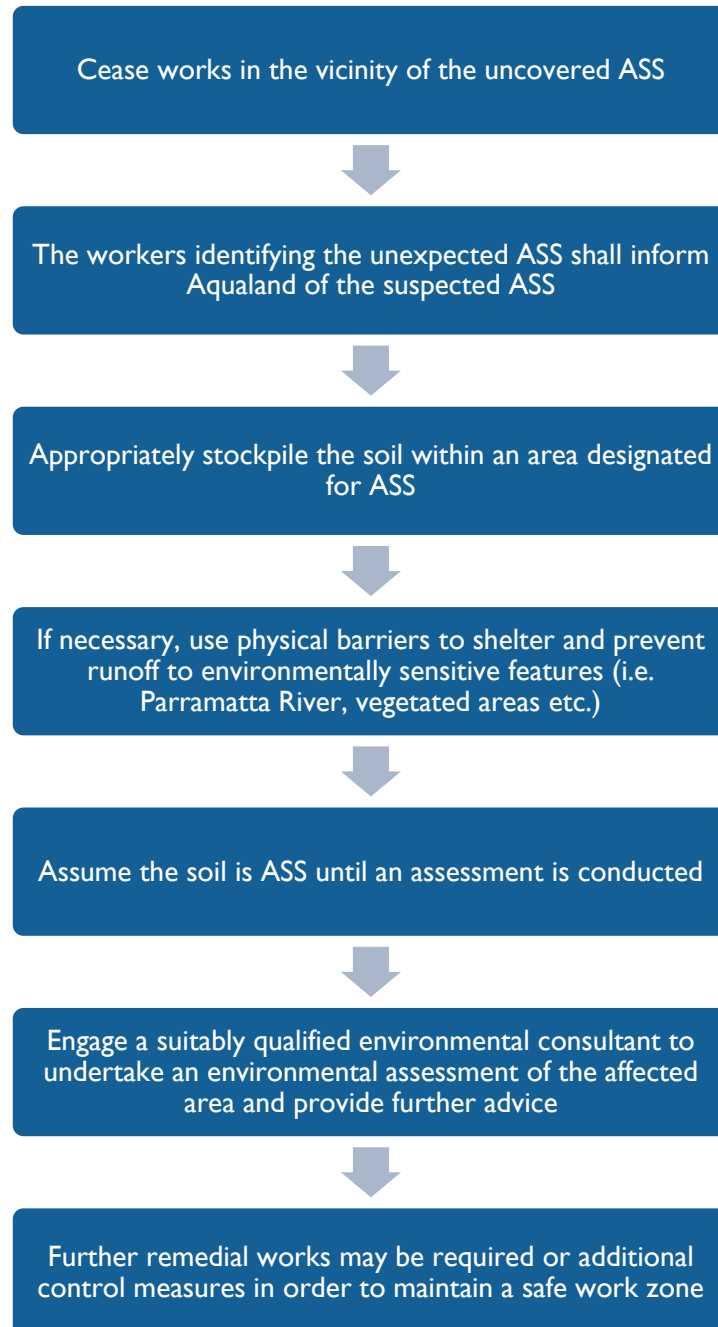 Cease works in the vicinity of the uncovered ASS
The workers identifying the unexpected ASS shall inform
Aqualand of the suspected ASS
Appropriately stockpile the soil within an area designated
for ASS
If necessary, use physical barriers to shelter and prevent
runoff to environmentally sensitive features (i.e.
Parramatta River, vegetated areas etc.)
Assume the soil is ASS until an assessment is conducted
Engage a suitably qualified environmental consultant to
undertake an environmental assessment of the affected
area and provide further advice
Further remedial works may be required or additional
control measures in order to maintain a safe work zone